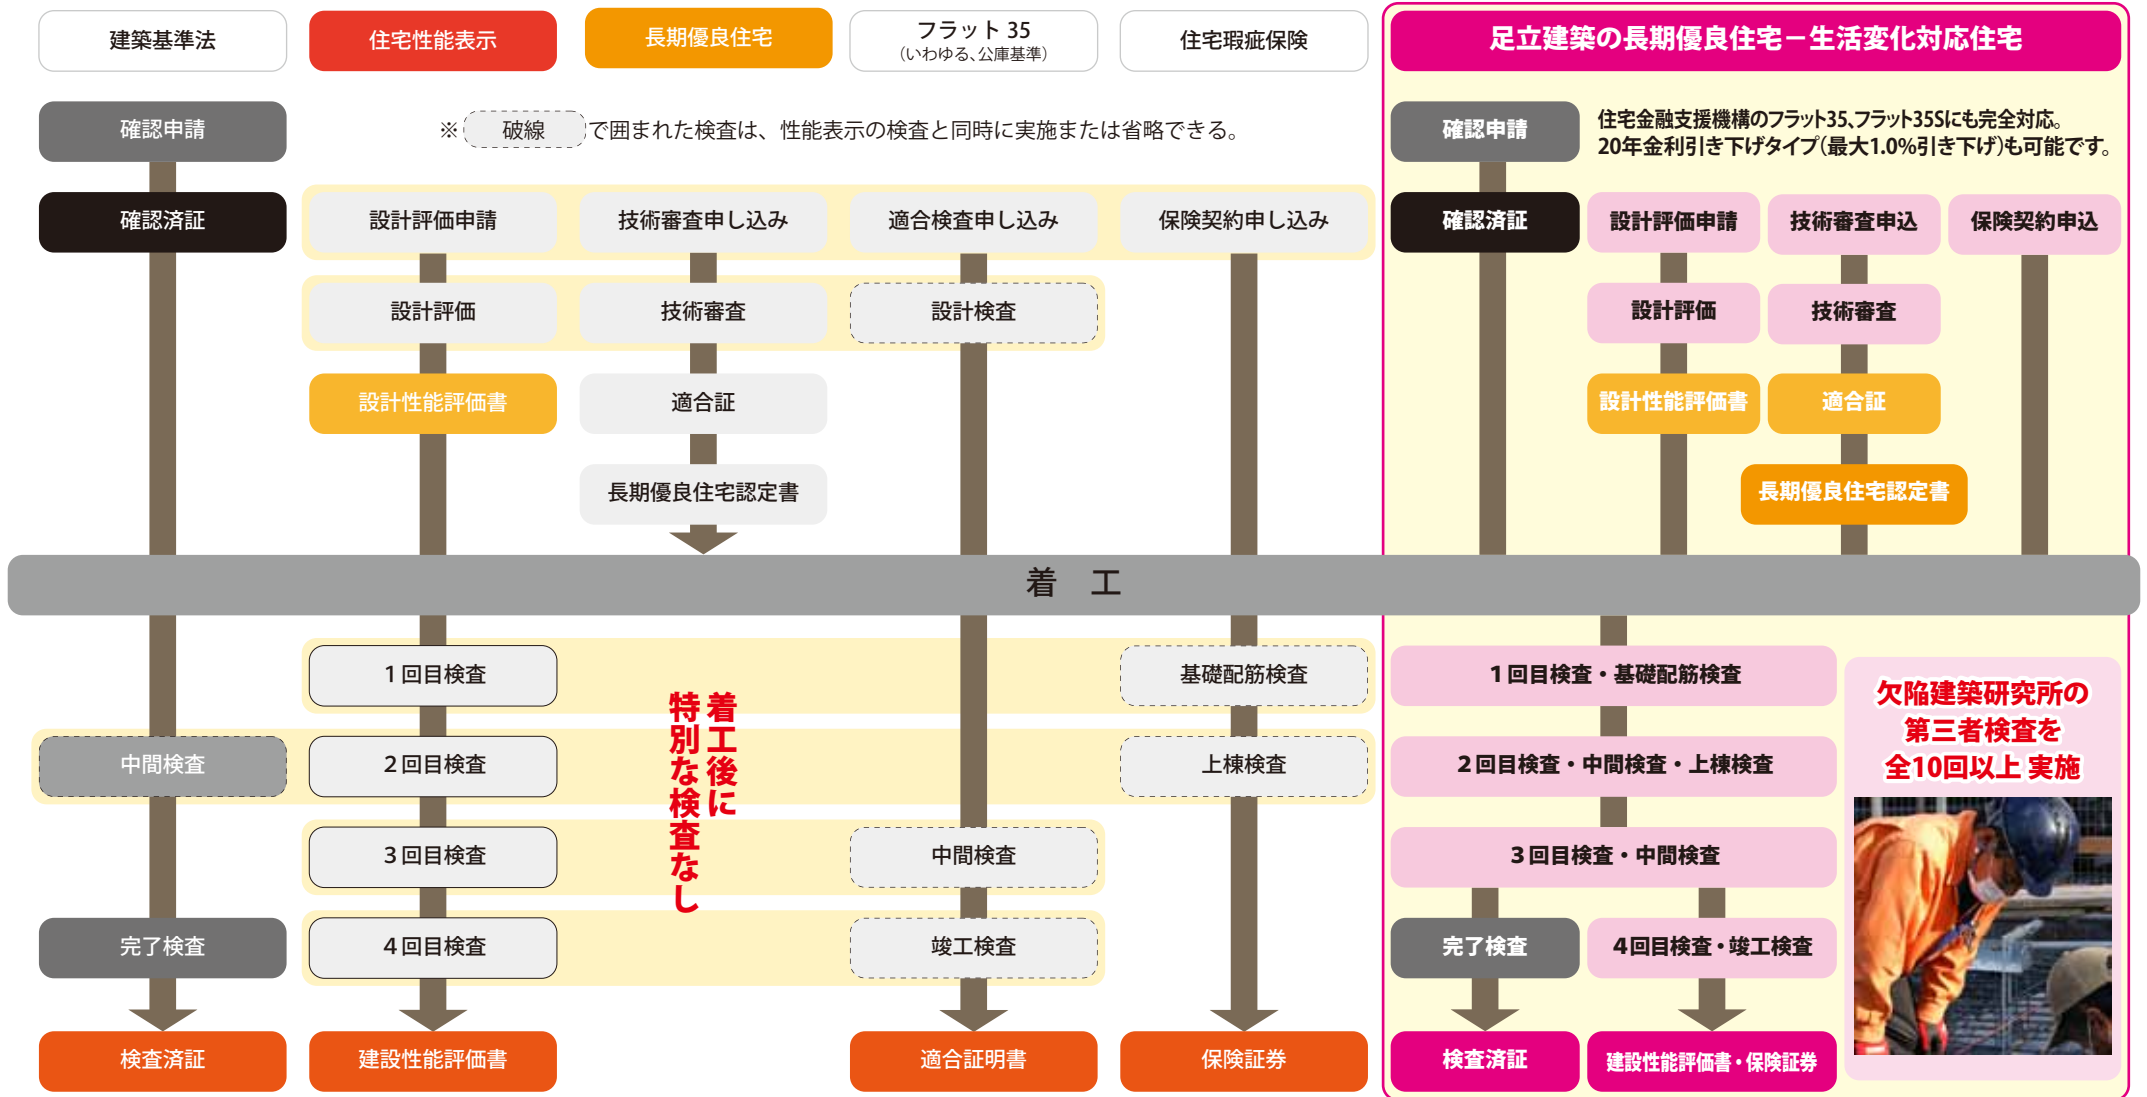 建築基準法
住宅性能表示
長期優良住宅
フラット 35
（いわゆる、公庫基準）
住宅瑕疵保険
足立建築の長期優良住宅－生活変化対応住宅
確認申請
※ 破線 で囲まれた検査は、性能表示の検査と同時に実施または省略できる。
確認申請
住宅金融支援機構のフラット35、フラット35Sにも完全対応。
20年金利引き下げタイプ（最大1.0％引き下げ）も可能です。
確認済証
設計評価申請
技術審査申し込み
適合検査申し込み
保険契約申し込み
確認済証
設計評価申請
技術審査申込
保険契約申込
設計評価
技術審査
設計検査
設計評価
技術審査
設計性能評価書
適合証
設計性能評価書
適合証
長期優良住宅認定書
長期優良住宅認定書
着 工
1回目検査
基礎配筋検査
1回目検査・基礎配筋検査
着工後に
特別な検査なし
欠陥建築研究所の
第三者検査を
全10回以上 実施
中間検査
2回目検査
上棟検査
2回目検査・中間検査・上棟検査
3回目検査
中間検査
3回目検査・中間検査
完了検査
4回目検査
竣工検査
完了検査
4回目検査・竣工検査
検査済証
建設性能評価書
適合証明書
保険証券
検査済証
建設性能評価書・保険証券